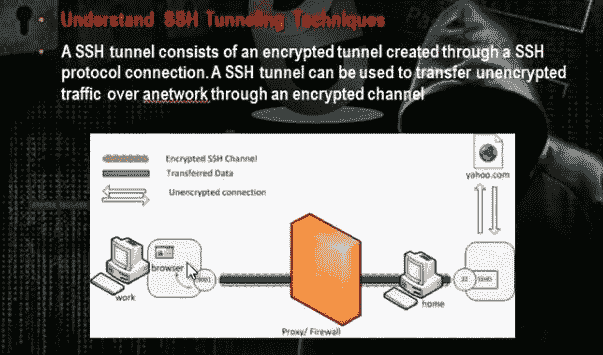 Understand SSH Tunneling Techniques
A SSH tunnel consists of an encrypted tunnel created through a SSH
protocol connection. A SSH tunnel can be used to transfer unencrypted
traffic over anetwork through an encrypted channel
Encrypted SSH Channel
Transferred Data
Unencrypted connection
yahoo.com
browser
work
22
home
Proxy/ Firewall